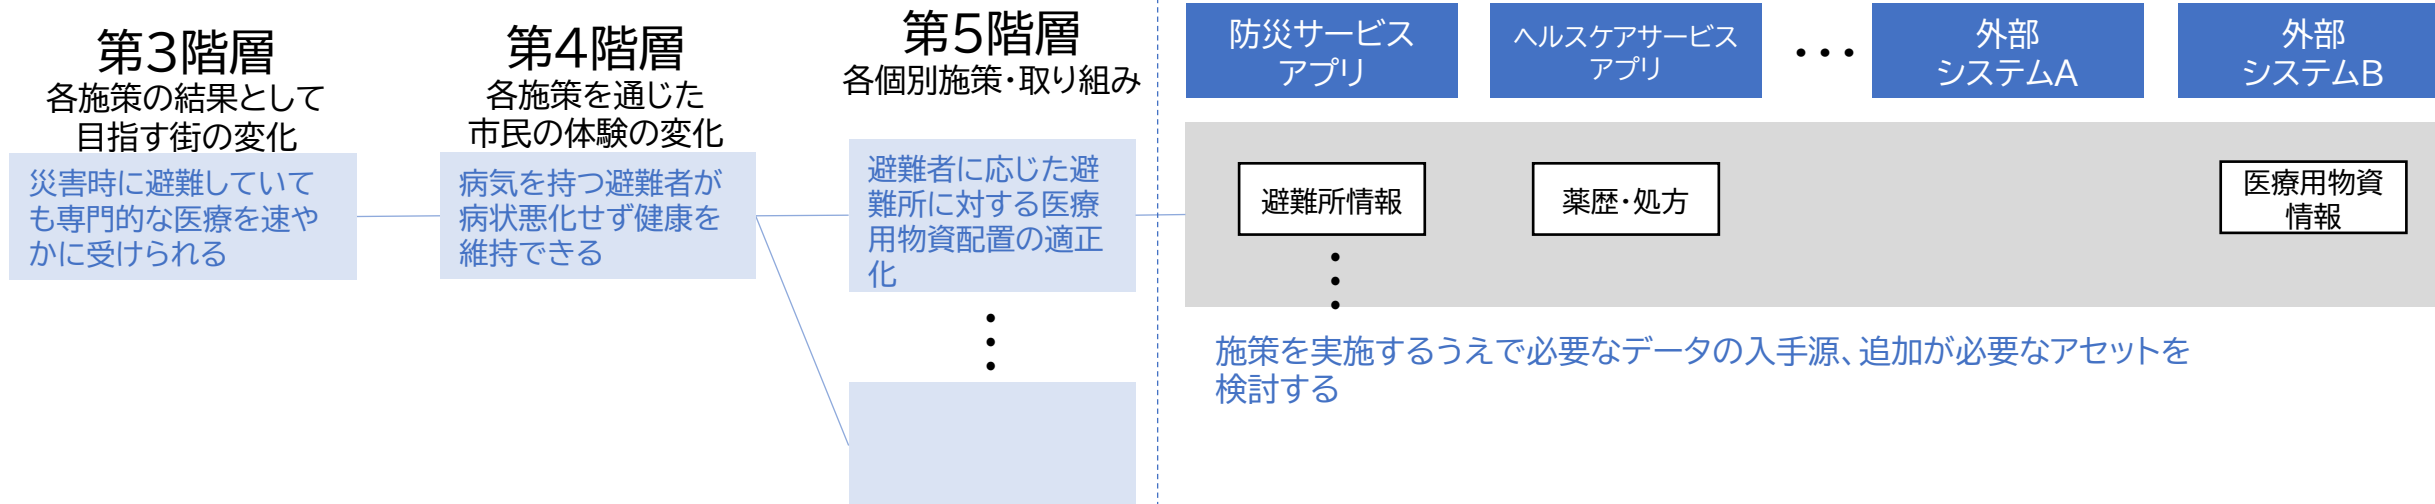 第3階層
各施策の結果として
目指す街の変化
災害時に避難していて
も専門的な医療を速や
かに受けられる
第4階層
各施策を通じた
市民の体験の変化
病気を持つ避難者が
病状悪化せず健康を
維持できる
第5階層
各個別施策・取り組み
避難者に応じた避
難所に対する医療
用物資配置の適正
化
防災サービス
アプリ
ヘルスケアサービス
アプリ
・・・
外部
システムA
外部
システムB
避難所情報
薬歴・処方
医療用物資
情報
施策を実施するうえで必要なデータの入手源、追加が必要なアセットを
検討する